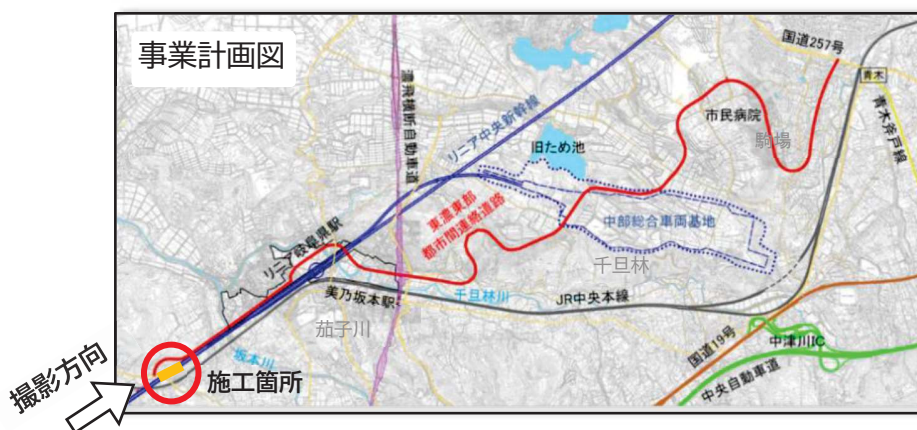 事業計画図
国道257号
青木
青木斧戸線
市民病院
駒場
濃飛横断自動車道
リニア中央新幹線
旧ため池
東濃東部
都市間連絡道路
中部総合車両基地
千旦林
リニア岐阜県駅
美乃坂本駅
千旦林川
JR中央本線
茄子川
国道19号
中津川IC
坂本川
中央自動車道
施工箇所
撮影方向